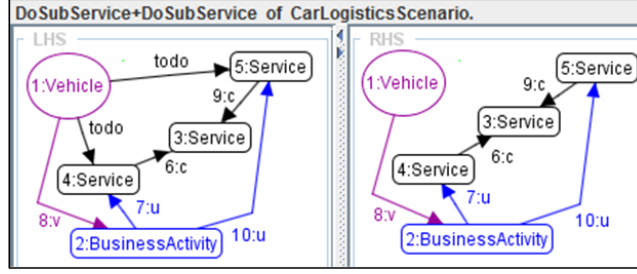 DoSubService+DoSubService of CarLogisticsScenario.
LHS
1:Vehicle
todo
5:Service
9:c
3:Service
todo
6:c
4:Service
7:u
8:v
10:u
2:BusinessActivity
RHS
1:Vehicle
5:Service
9:c
3:Service
6:c
4:Service
7:u
8:v
10:u
2:BusinessActivity